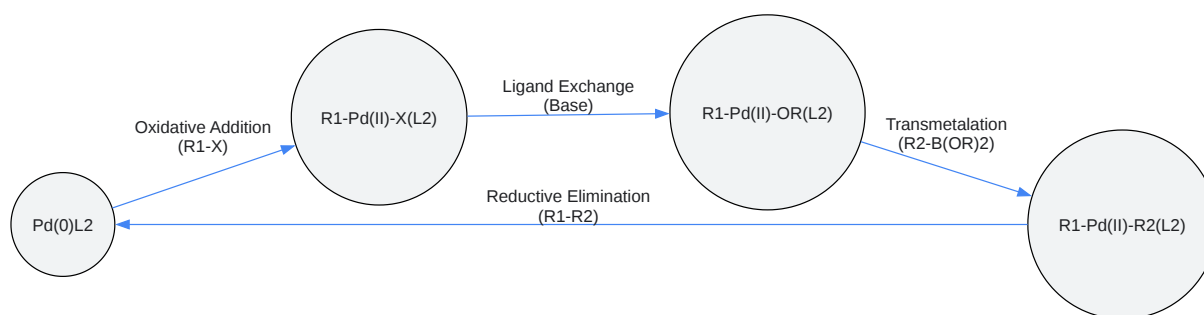 Pd(0)L2
Oxidative Addition
(R1-X)
R1-Pd(II)-X(L2)
Ligand Exchange
(Base)
R1-Pd(II)-OR(L2)
Transmetalation
(R2-B(OR)2)
R1-Pd(II)-R2(L2)
Reductive Elimination
(R1-R2)